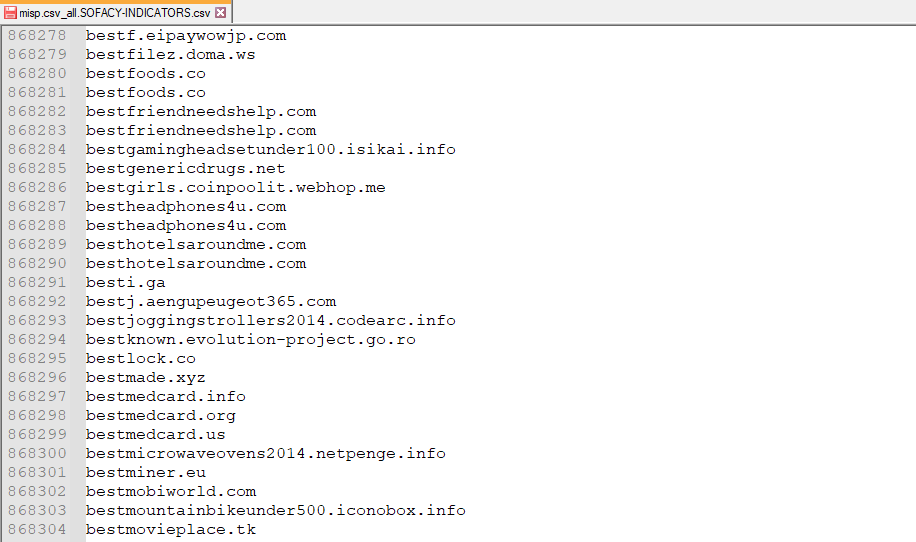 misp.csv_all.SOFACY-INDICATORS.csv
868278 bestf.eipaywowjp.com
868279 bestfilez.doma.ws
868280 bestfoods.co
868281 bestfoods.co
868282 bestfriendneedshelp.com
868283 bestfriendneedshelp.com
868284 bestgamingheadsetunder100.isikai.info
868285 bestgenericdrugs.net
868286 bestgirls.coinpoolit.webhop.me
868287 bestheadphones4u.com
868288 bestheadphones4u.com
868289 besthotelsaroundme.com
868290 besthotelsaroundme.com
868291 besti.ga
868292 bestj.aengupeugeot365.com
868293 bestjoggingstrollers2014.codearc.info
868294 bestknown.evolution-project.go.ro
868295 bestlock.co
868296 bestmade.xyz
868297 bestmedcard.info
868298 bestmedcard.org
868299 bestmedcard.us
868300 bestmicrowaveovens2014.netpenge.info
868301 bestminer.eu
868302 bestmobiworld.com
868303 bestmountainbikeunder500.iconobox.info
868304 bestmovieplace.tk